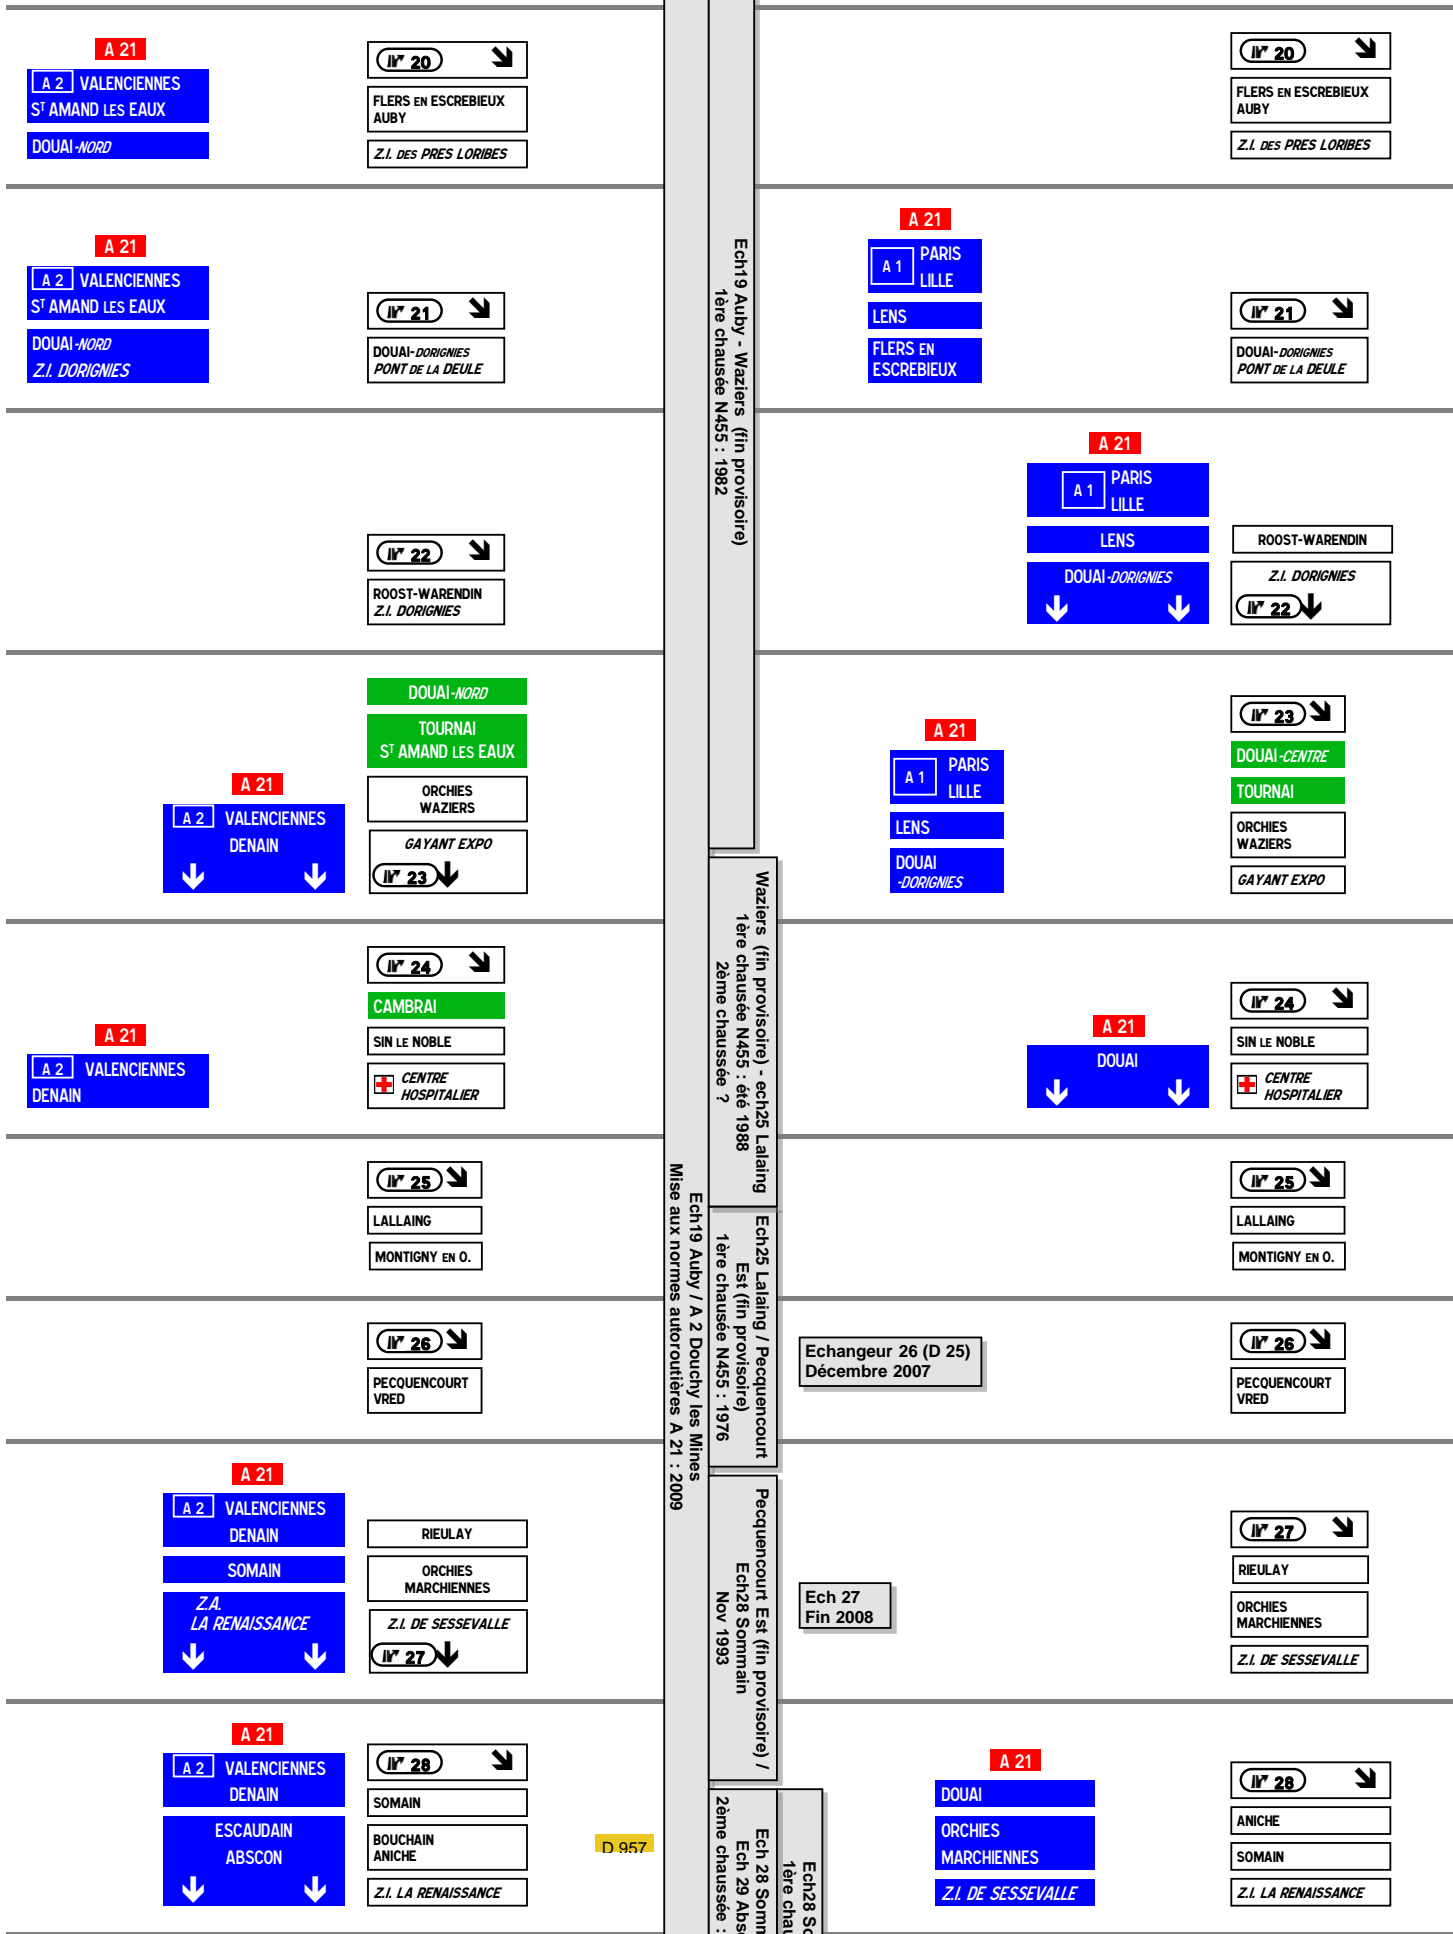 A 21
A 2 VALENCIENNES
Sᵀ AMAND LES EAUX
DOUAI-NORD
20
FLERS EN ESCREBIEUX
AUBY
Z.I. DES PRES LORIBES
20
FLERS EN ESCREBIEUX
AUBY
Z.I. DES PRES LORIBES
A 21
A 2 VALENCIENNES
Sᵀ AMAND LES EAUX
DOUAI-NORD
Z.I. DORIGNIES
21
DOUAI-DORIGNIES
PONT DE LA DEULE
A 21
A 1 PARIS
LILLE
LENS
FLERS EN
ESCREBIEUX
21
DOUAI-DORIGNIES
PONT DE LA DEULE
Ech19 Auby - Waziers (fin provisoire)
1ère chausée N455 : 1982
22
ROOST-WARENDIN
Z.I. DORIGNIES
A 21
A 1 PARIS
LILLE
LENS
DOUAI-DORIGNIES
ROOST-WARENDIN
Z.I. DORIGNIES
22
A 21
A 2 VALENCIENNES
DENAIN
DOUAI-NORD
TOURNAI
Sᵀ AMAND LES EAUX
ORCHIES
WAZIERS
GAYANT EXPO
23
A 21
A 1 PARIS
LILLE
LENS
DOUAI
-DORIGNIES
23
DOUAI-CENTRE
TOURNAI
ORCHIES
WAZIERS
GAYANT EXPO
Waziers (fin provisoire) - ech25 Lalaing
1ère chaussée N455 : été 1988
2ème chaussée ?
A 21
A 2 VALENCIENNES
DENAIN
24
CAMBRAI
SIN LE NOBLE
CENTRE
HOSPITALIER
A 21
DOUAI
24
SIN LE NOBLE
CENTRE
HOSPITALIER
25
LALLAING
MONTIGNY EN O.
25
LALLAING
MONTIGNY EN O.
Ech19 Auby / A 2 Douchy les Mines
Mise aux normes autoroutières A 21 : 2009
Ech25 Lalaing / Pecquencourt
Est (fin provisoire)
1ère chausée N455 : 1976
26
PECQUENCOURT
VRED
Echangeur 26 (D 25)
Décembre 2007
26
PECQUENCOURT
VRED
A 21
A 2 VALENCIENNES
DENAIN
SOMAIN
Z.A.
LA RENAISSANCE
RIEULAY
ORCHIES
MARCHIENNES
Z.I. DE SESSEVALLE
27
Pecquencourt Est (fin provisoire) /
Ech28 Sommain
Nov 1993
Ech 27
Fin 2008
27
RIEULAY
ORCHIES
MARCHIENNES
Z.I. DE SESSEVALLE
A 21
A 2 VALENCIENNES
DENAIN
ESCAUDAIN
ABSCON
28
SOMAIN
BOUCHAIN
ANICHE
Z.I. LA RENAISSANCE
D 957
Ech 28
Ech 29
2ème chaussée :
Ech28
1ère
A 21
DOUAI
ORCHIES
MARCHIENNES
Z.I. DE SESSEVALLE
28
ANICHE
SOMAIN
Z.I. LA RENAISSANCE